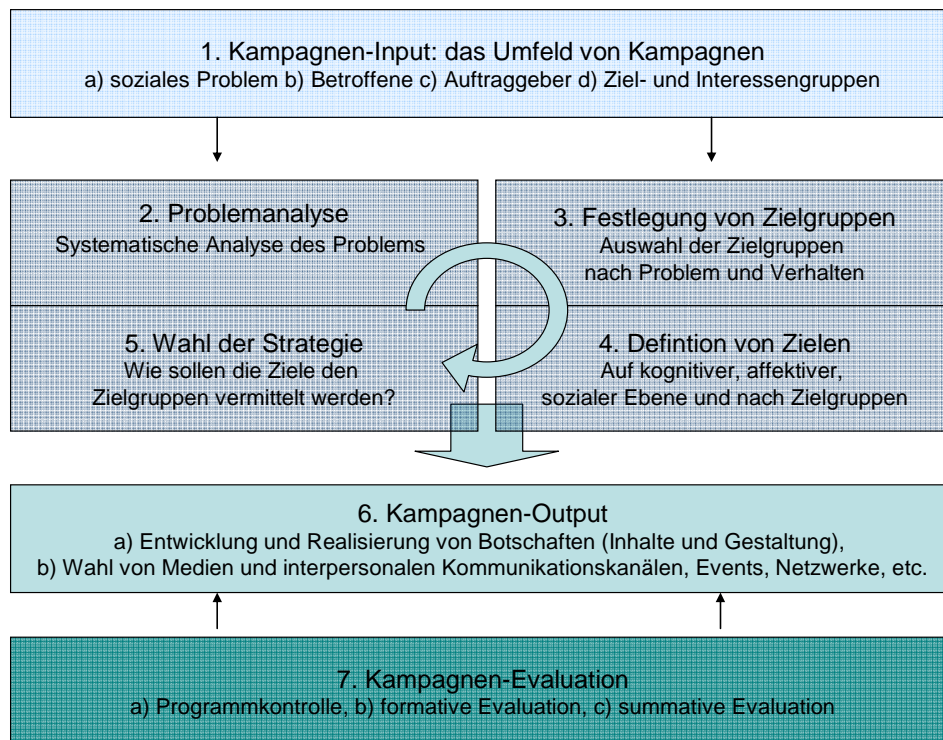 1. Kampagnen-Input: das Umfeld von Kampagnen
a) soziales Problem b) Betroffene c) Auftraggeber d) Ziel- und Interessengruppen
2. Problemanalyse
Systematische Analyse des Problems
3. Festlegung von Zielgruppen
Auswahl der Zielgruppen
nach Problem und Verhalten
5. Wahl der Strategie
Wie sollen die Ziele den
Zielgruppen vermittelt werden?
4. Defintion von Zielen
Auf kognitiver, affektiver,
sozialer Ebene und nach Zielgruppen
6. Kampagnen-Output
a) Entwicklung und Realisierung von Botschaften (Inhalte und Gestaltung),
b) Wahl von Medien und interpersonalen Kommunikationskanälen, Events, Netzwerke, etc.
7. Kampagnen-Evaluation
a) Programmkontrolle, b) formative Evaluation, c) summative Evaluation